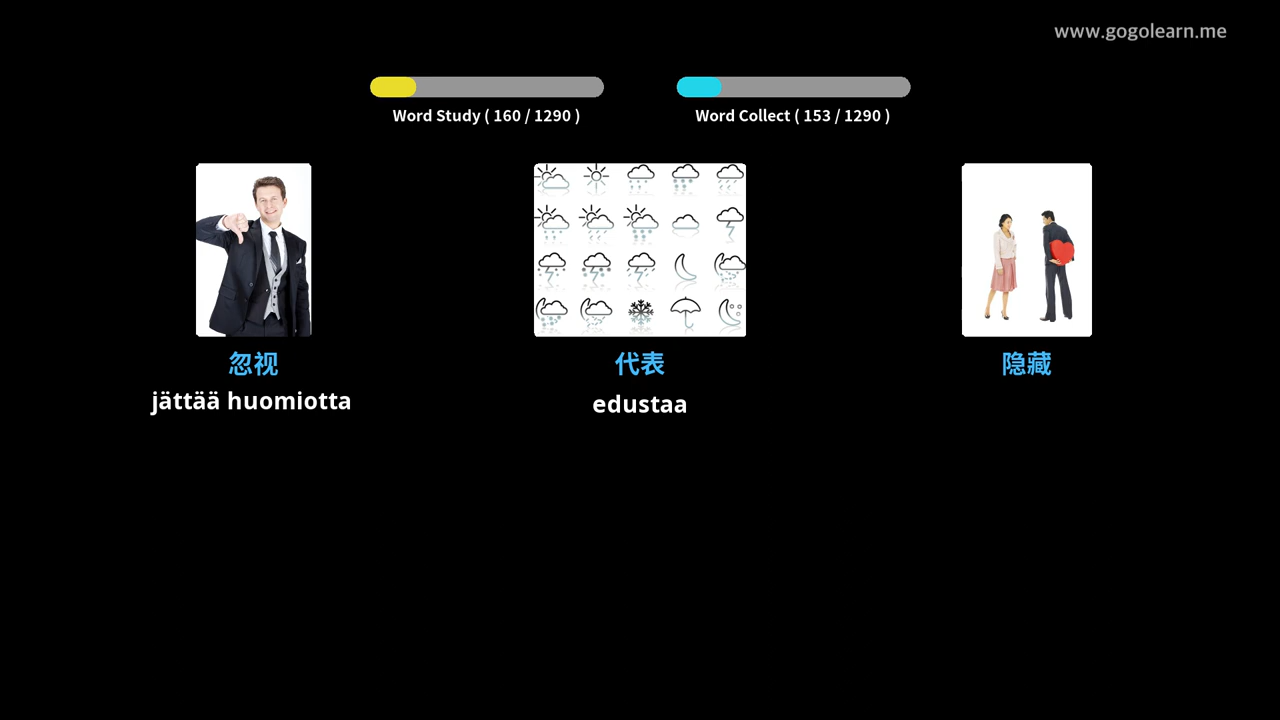 www.gogolearn.me
Word Study ( 160 / 1290 )
Word Collect ( 153 / 1290 )
忽视
代表
隐藏
jättää huomiotta
edustaa